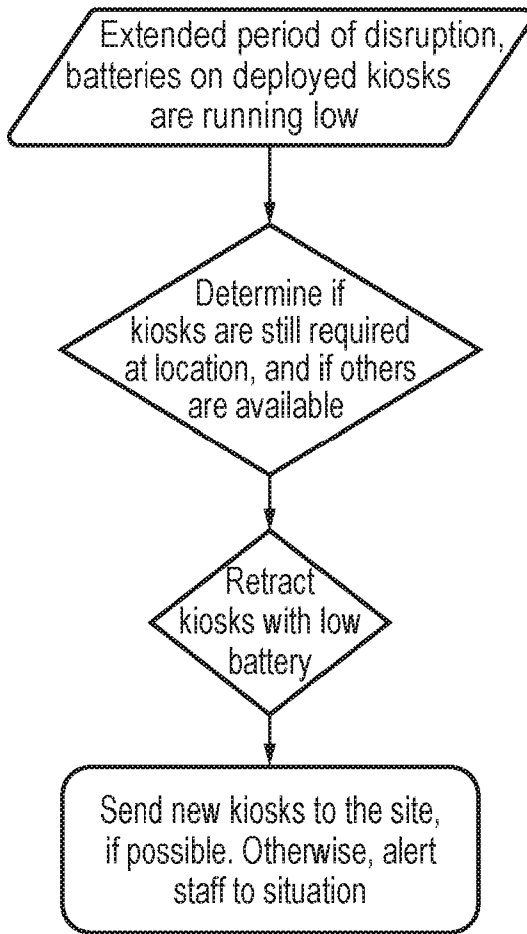 Extended period of disruption,
batteries on deployed kiosks
are running low
Determine if
kiosks are still required
at location, and if others
are available
Retract
kiosks with low
battery
Send new kiosks to the site,
if possible. Otherwise, alert
staff to situation